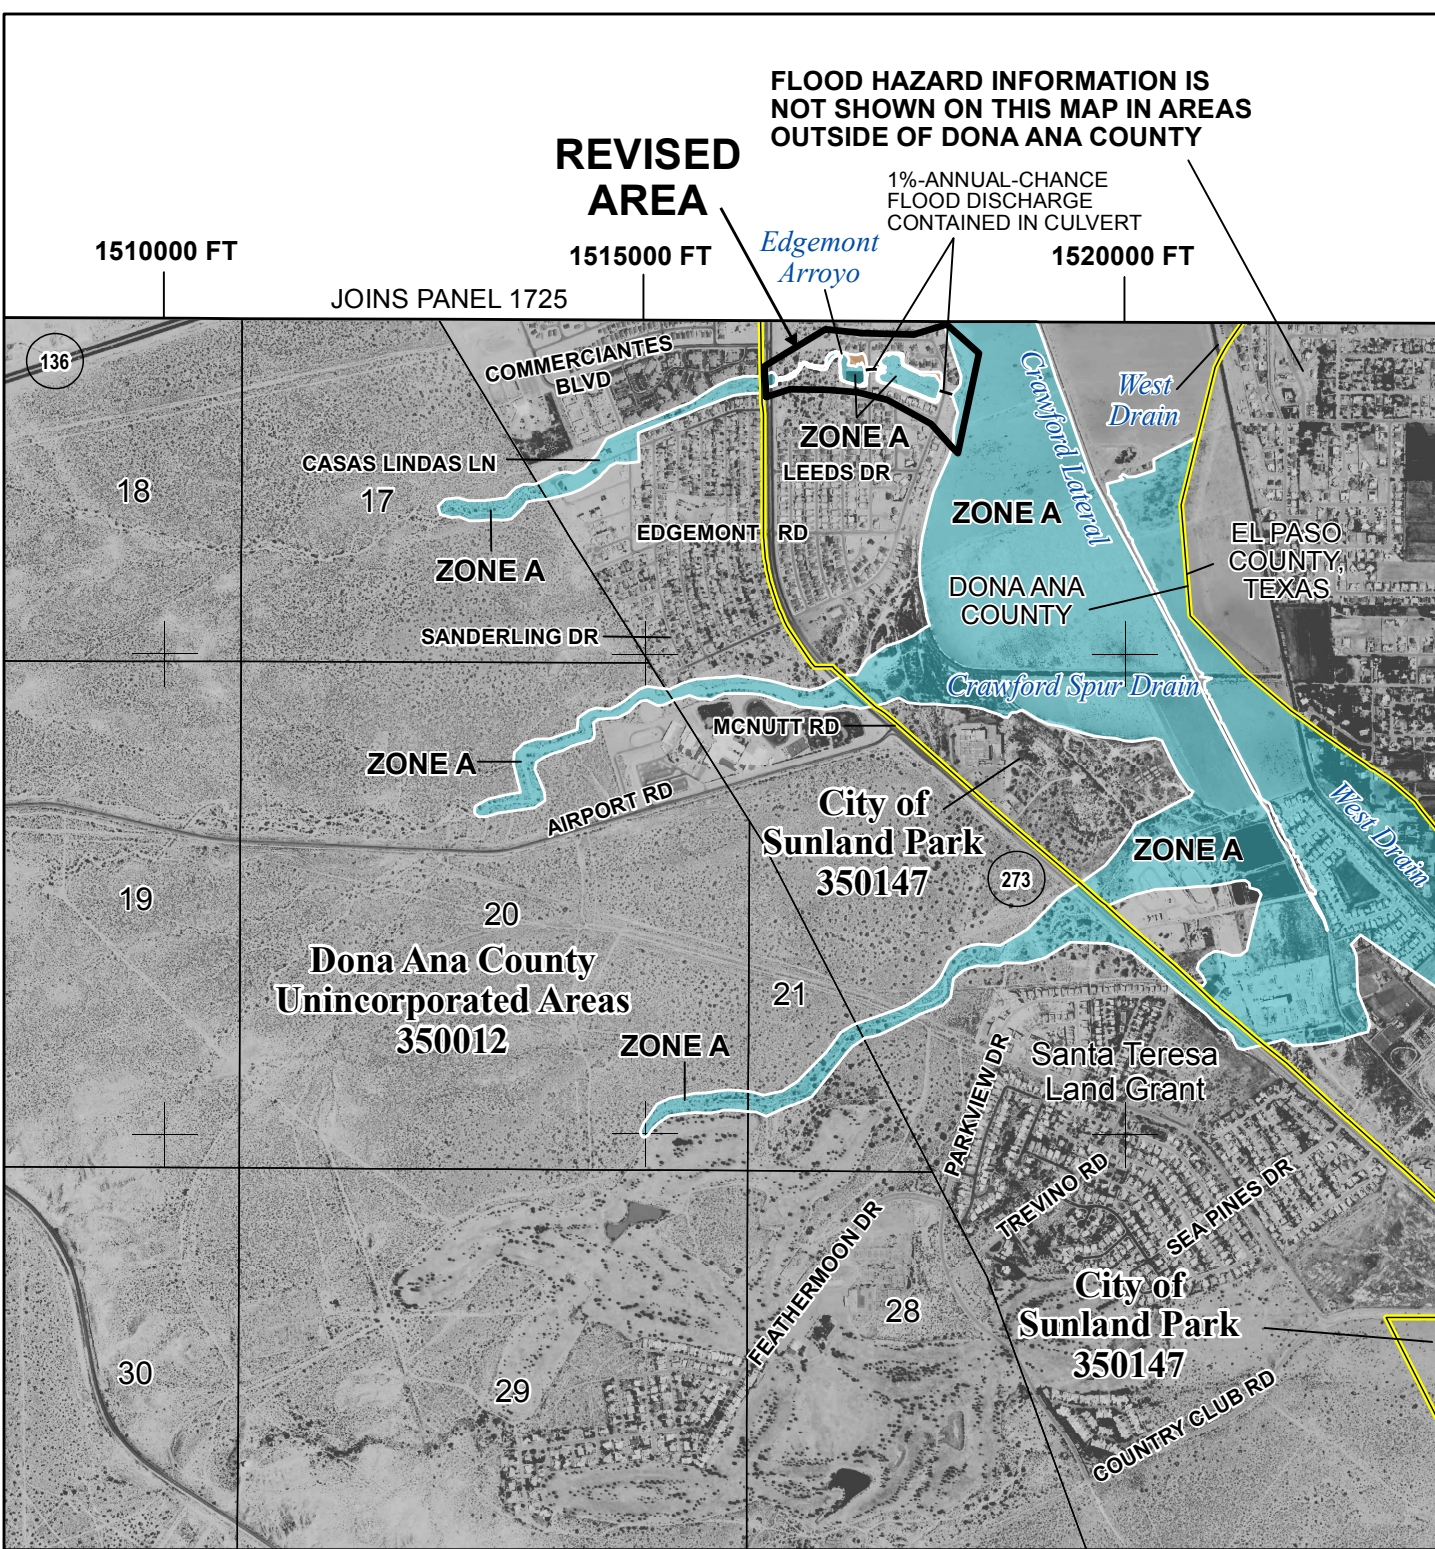 FLOOD HAZARD INFORMATION IS
NOT SHOWN ON THIS MAP IN AREAS
OUTSIDE OF DONA ANA COUNTY
REVISED
AREA
1%-ANNUAL-CHANCE
FLOOD DISCHARGE
CONTAINED IN CULVERT
Edgemont
Arroyo
1510000 FT
1515000 FT
1520000 FT
JOINS PANEL 1725
136
COMMERCIANTES
BLVD
Crawford Lateral
West
Drain
ZONE A
CASAS LINDAS LN
LEEDS DR
18
17
ZONE A
EDGEMONT RD
EL PASO
COUNTY,
TEXAS
ZONE A
DONA ANA
COUNTY
SANDERLING DR
Crawford Spur Drain
MCNUTT RD
ZONE A
AIRPORT RD
City of
Sunland Park
350147
West Drain
ZONE A
273
19
20
Dona Ana County
Unincorporated Areas
350012
21
ZONE A
PARKVIEW DR
Santa Teresa
Land Grant
TREVINO RD
SEA PINES DR
FEATHERMOON DR
City of
Sunland Park
350147
28
30
29
COUNTRY CLUB RD